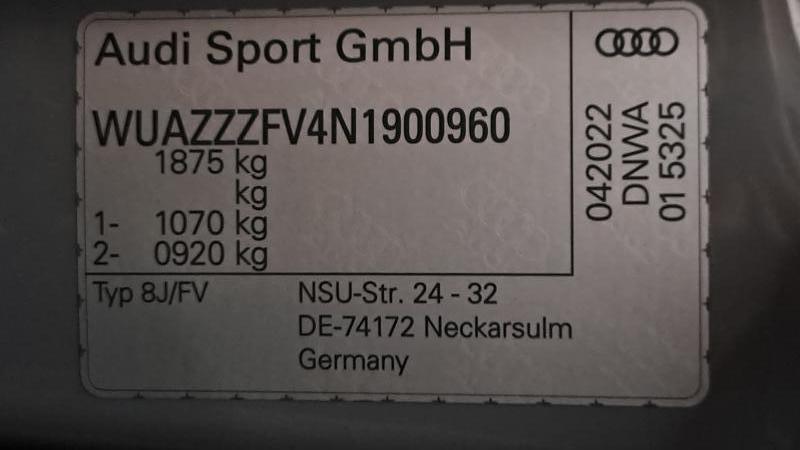 Audi Sport GmbH
WUAZZZFV4N1900960
1875 kg
kg
1- 1070 kg
2- 0920 kg
Typ 8J/FV
NSU-Str. 24 - 32
DE-74172 Neckarsulm
Germany
042022
DNWA
01 5325